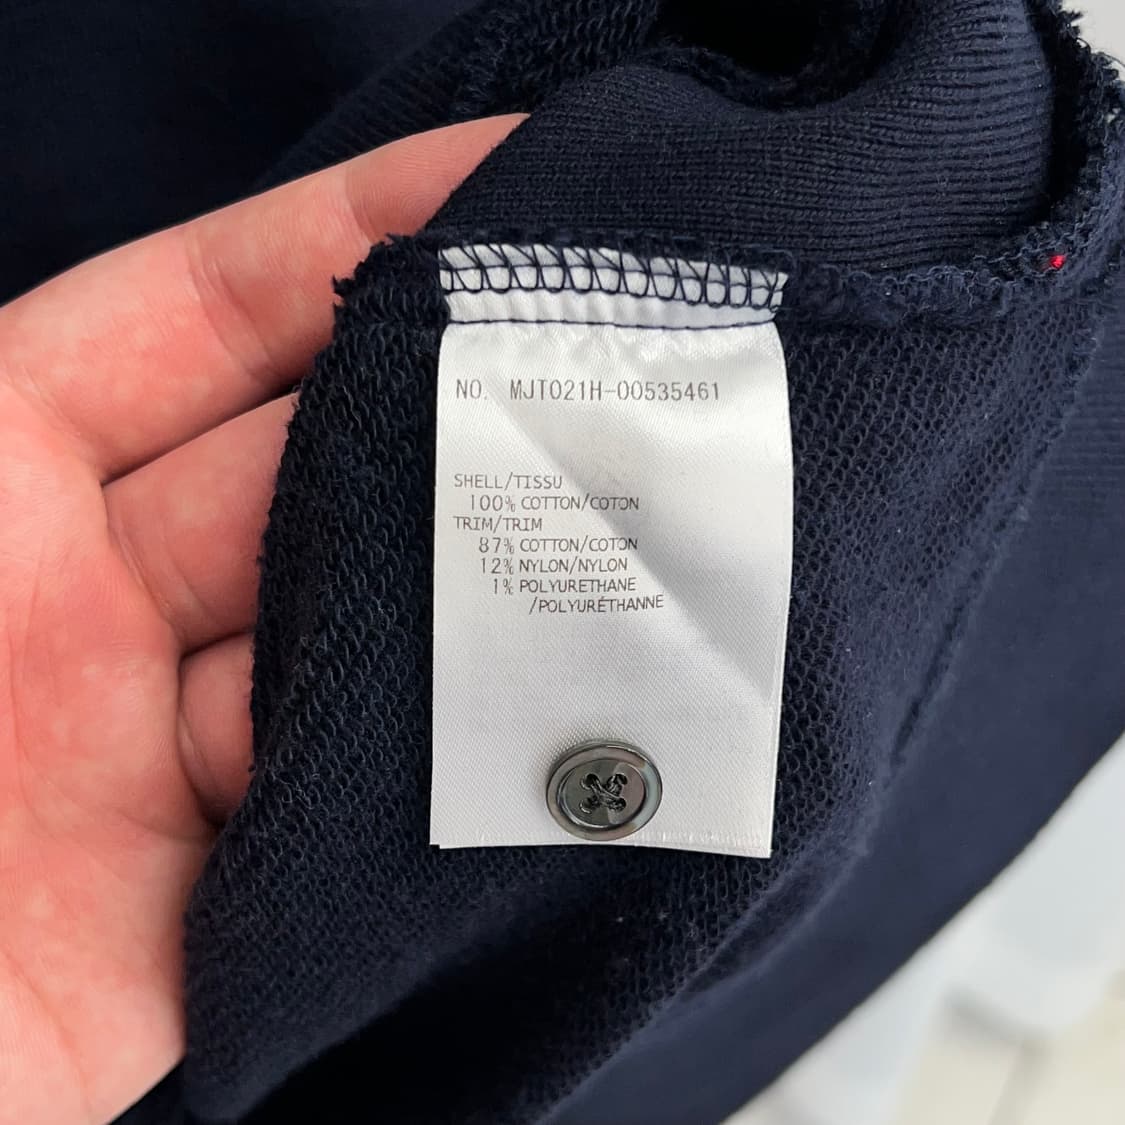 NO. MJT021H-00535461
SHELL/TISSU
100% COTTON/COTON
TRIM/TRIM
87% COTTON/COTON
12% NYLON/NYLON
1% POLYURETHANE
/POLYURÉTHANNE